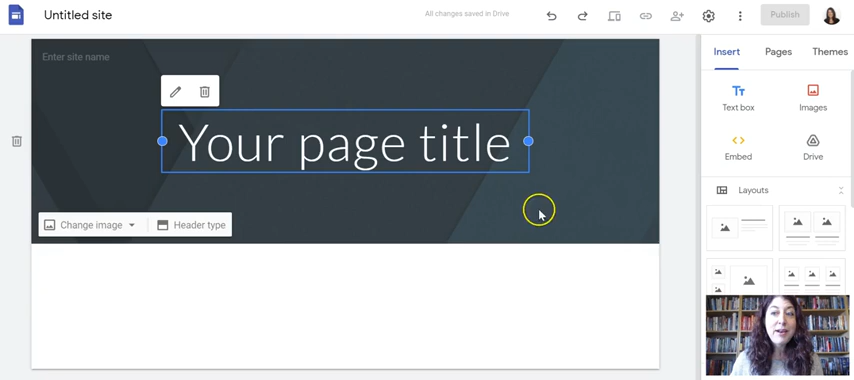 Untitled site
All changes saved in Drive
Publish
Enter site name
Your page title
Change image
Header type
Insert
Pages
Themes
Text box
Images
Embed
Drive
Layouts